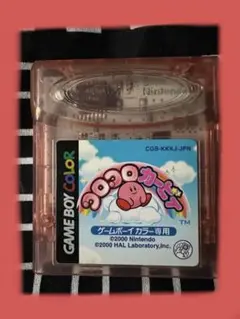 Nintendo
CGB-KKKJ-JPN
GAME BOY COLOR
コロコロカービィ
TM
ゲームボーイ カラー専用
©2000 Nintendo
©2000 HAL Laboratory,Inc.